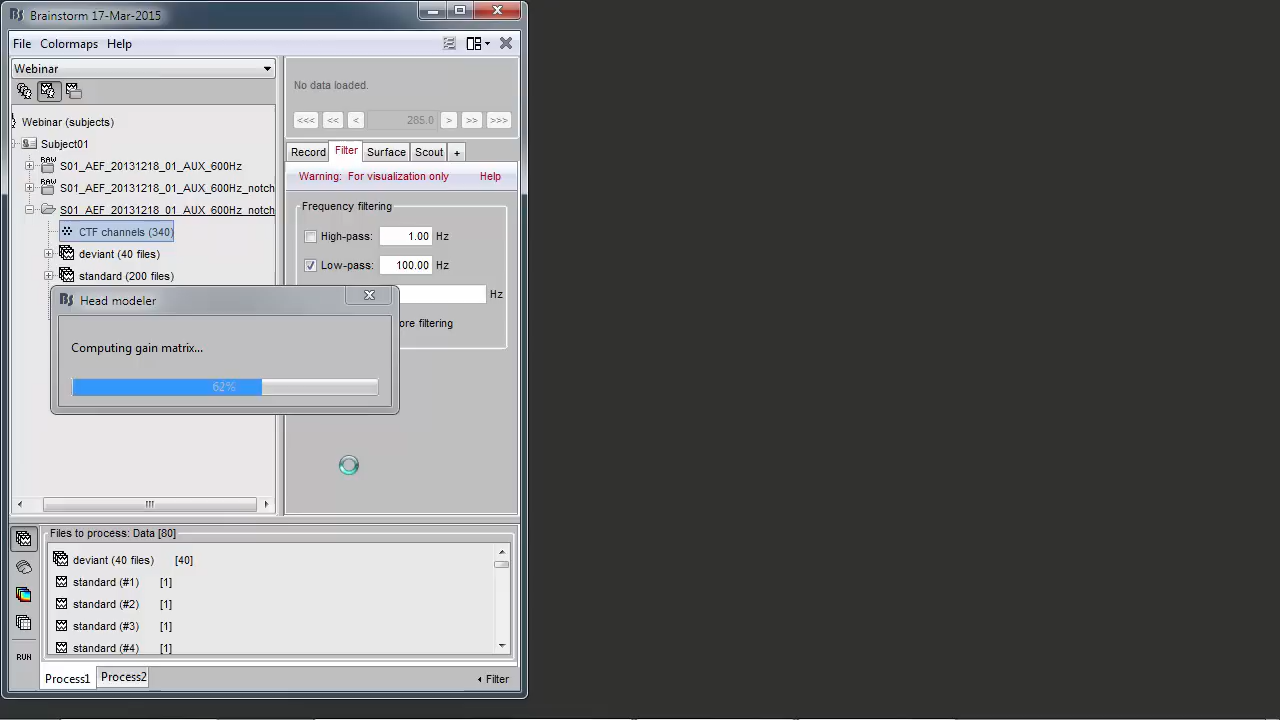 Brainstorm 17-Mar-2015
File Colormaps Help
Webinar
No data loaded.
<<< << < 285.0 > >> >>>
Webinar (subjects)
Subject01
S01_AEF_20131218_01_AUX_600Hz
S01_AEF_20131218_01_AUX_600Hz_notch
S01_AEF_20131218_01_AUX_600Hz_notch
CTF channels (340)
deviant (40 files)
standard (200 files)
Record Filter Surface Scout +
Warning: For visualization only Help
Frequency filtering
High-pass: 1.00 Hz
Low-pass: 100.00 Hz
Hz
ore filtering
Head modeler
Computing gain matrix...
62%
Files to process: Data [80]
deviant (40 files) [40]
standard (#1) [1]
standard (#2) [1]
standard (#3) [1]
standard (#4) [1]
RUN
Process1 Process2
Filter